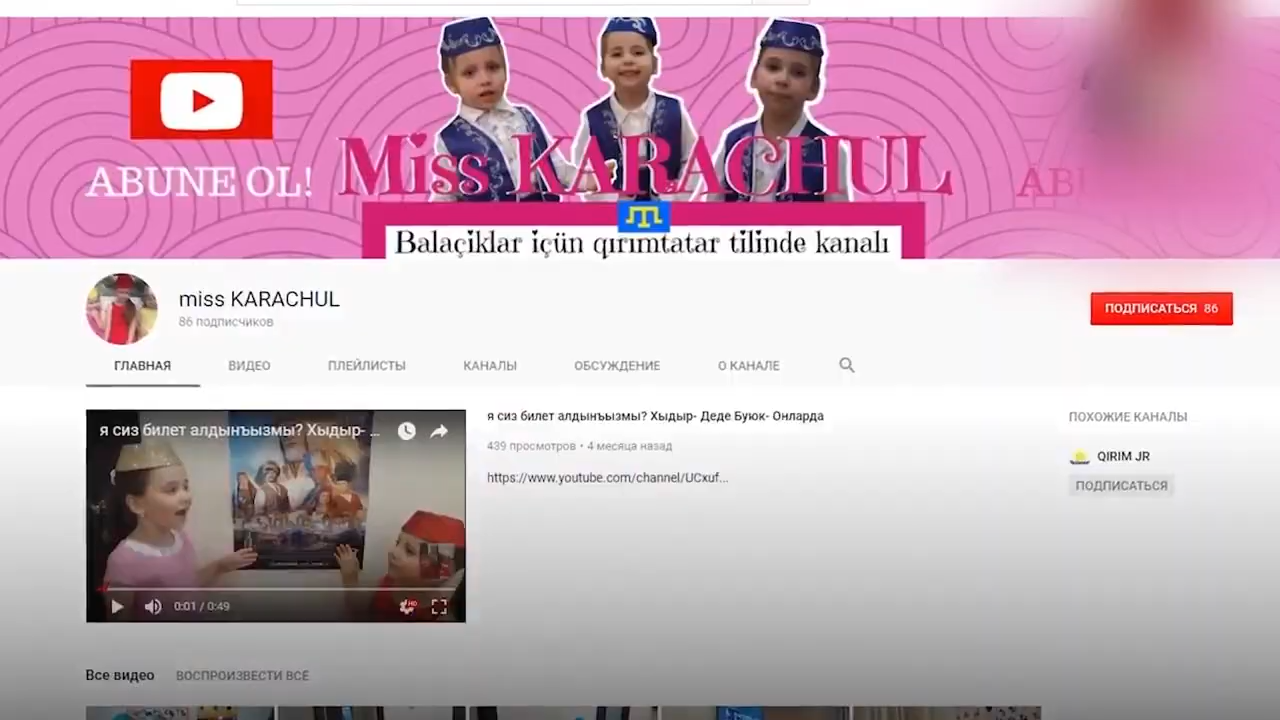 ABUNE OL!
Miss KARACHUL
Balaçiklar içün qırımtatar tilinde kanalı
miss KARACHUL
86 подписчиков
ПОДПИСАТЬСЯ 86
ГЛАВНАЯ ВИДЕО ПЛЕЙЛИСТЫ КАНАЛЫ ОБСУЖДЕНИЕ О КАНАЛЕ
я сиз билет алдынъызмы? Хыдыр- ...
0:01 / 0:49
я сиз билет алдынъызмы? Хыдыр- Деде Буюк- Онларда
439 просмотров • 4 месяца назад
https://www.youtube.com/channel/UCxuf...
ПОХОЖИЕ КАНАЛЫ
QIRIM JR
ПОДПИСАТЬСЯ
Все видео ВОСПРОИЗВЕСТИ ВСЕ